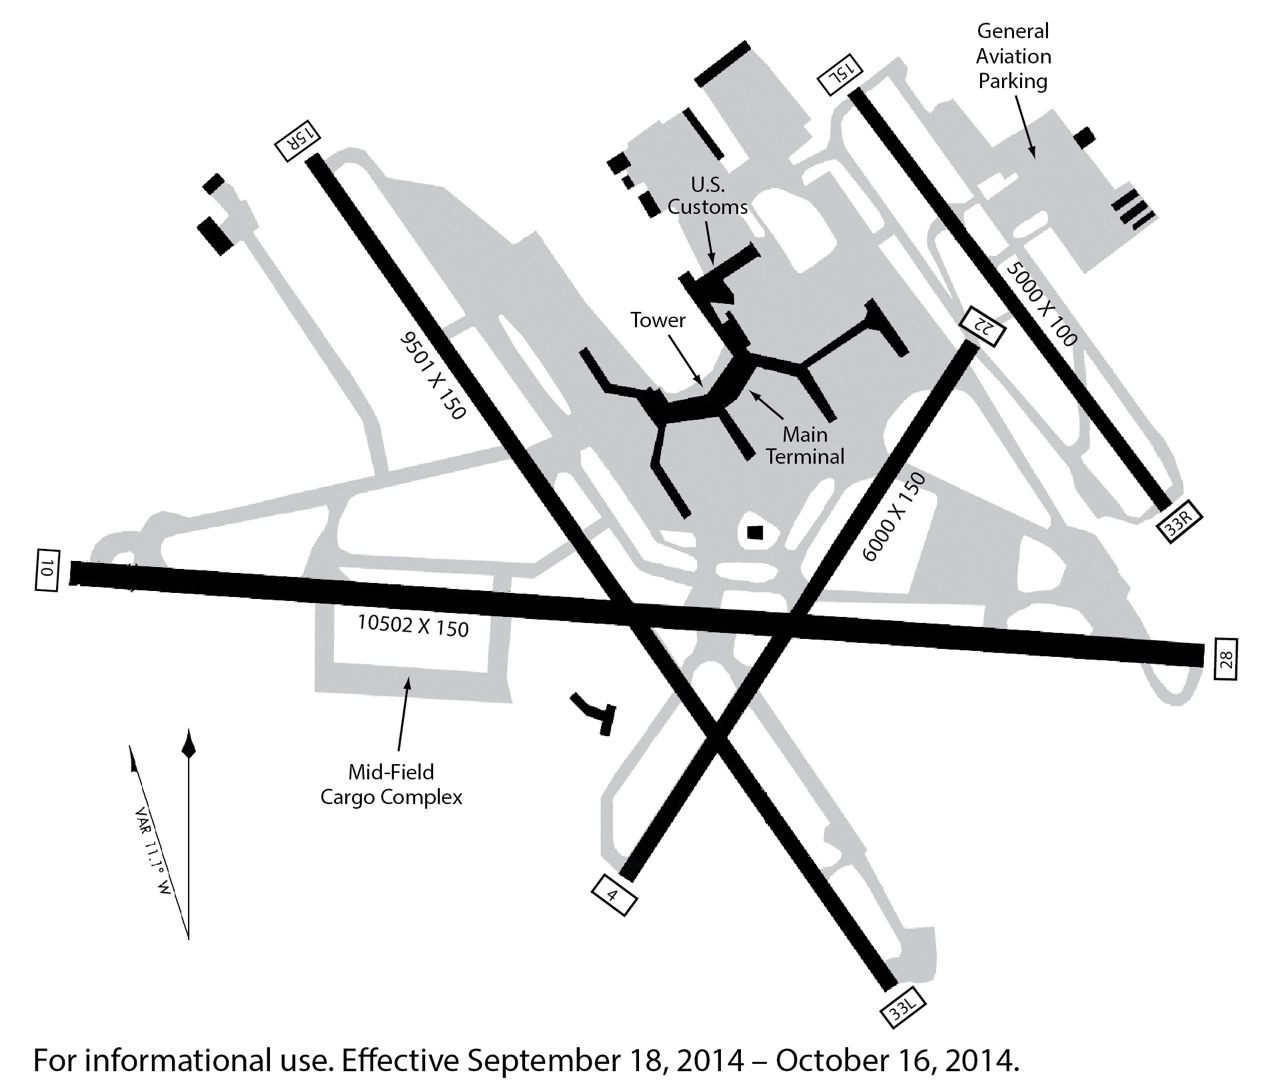 General
Aviation
Parking
15L
15R
U.S.
Customs
5000 X 100
Tower
22
9501 X 150
Main
Terminal
6000 X 150
33R
10
10502 X 150
28
Mid-Field
Cargo Complex
VAR 11.1° W
4
33L
For informational use. Effective September 18, 2014 – October 16, 2014.